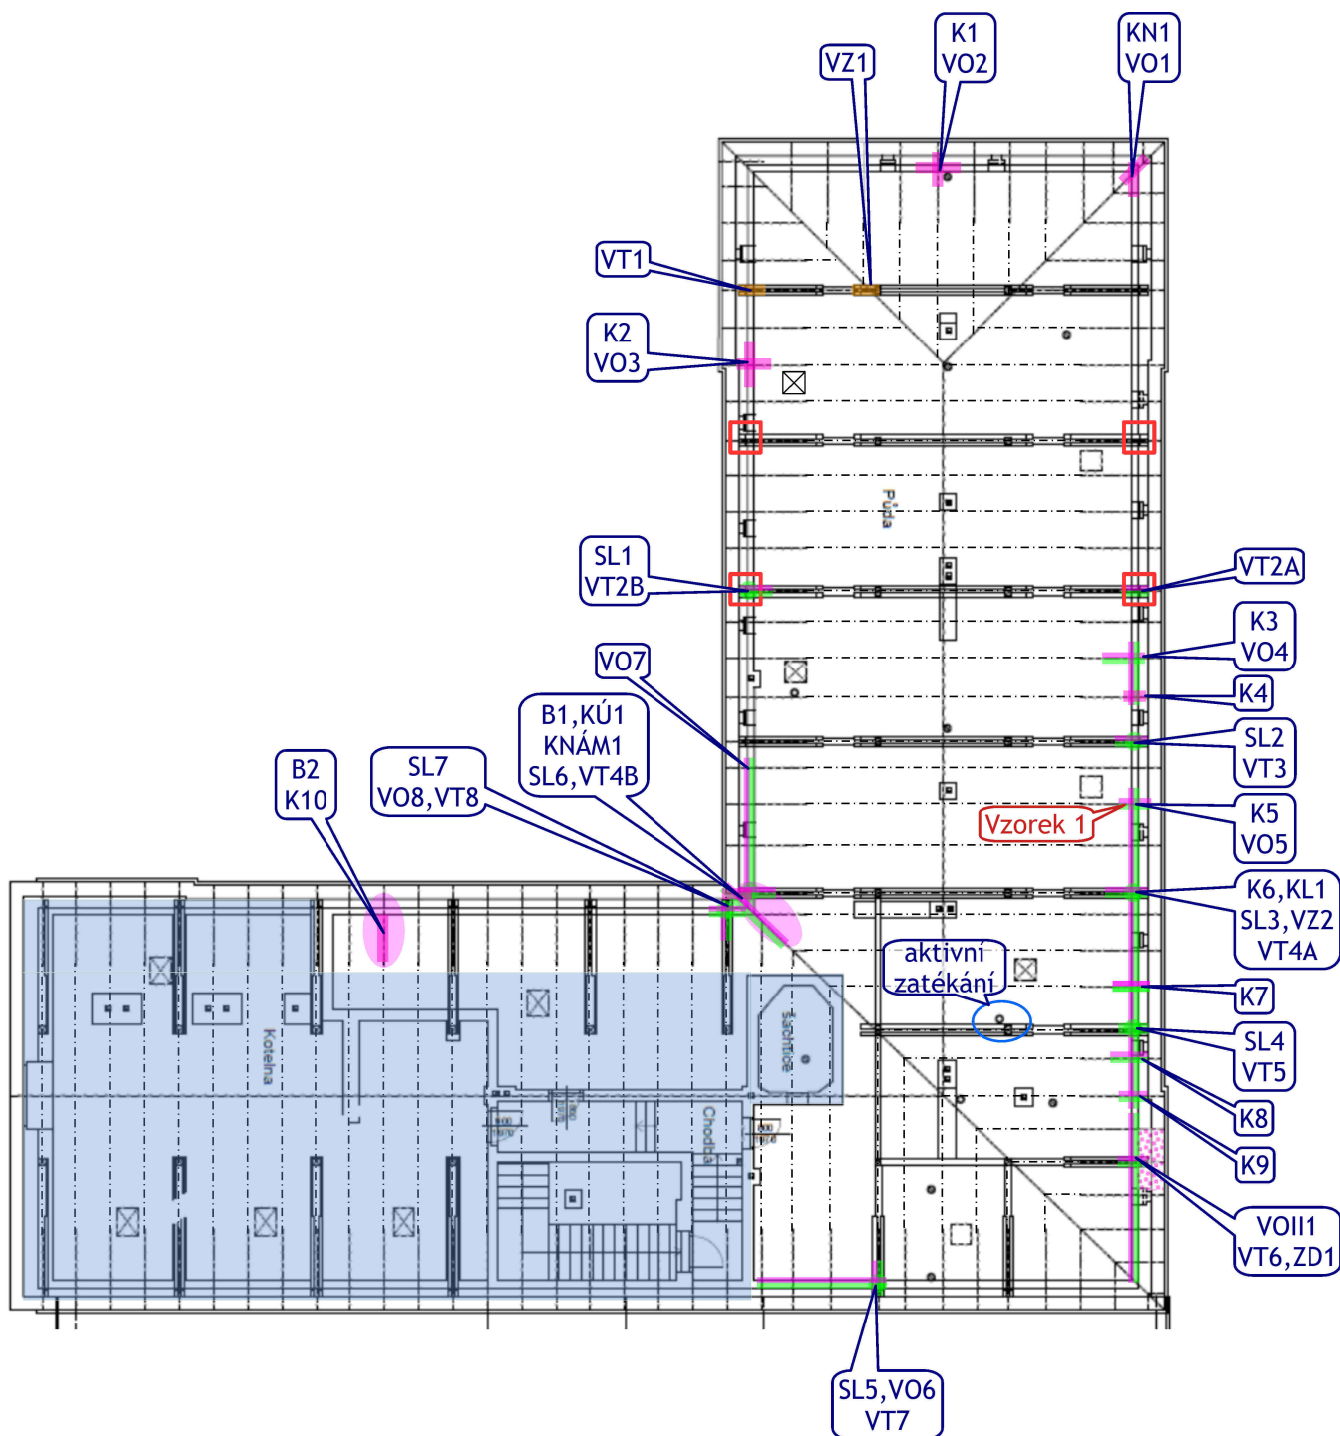 K1
VO2
KN1
VO1
VZ1
VT1
K2
VO3
Půda
SL1
VT2B
VT2A
K3
VO4
VO7
K4
B1,KÚ1
KNÁM1
SL6,VT4B
SL2
VT3
B2
K10
SL7
VO8,VT8
Vzorek 1
K5
VO5
K6,KL1
SL3,VZ2
VT4A
aktivní
zatékání
K7
Kotelna
šachtice
SL4
VT5
Chodba
K8
K9
VOII1
VT6,ZD1
SL5,VO6
VT7